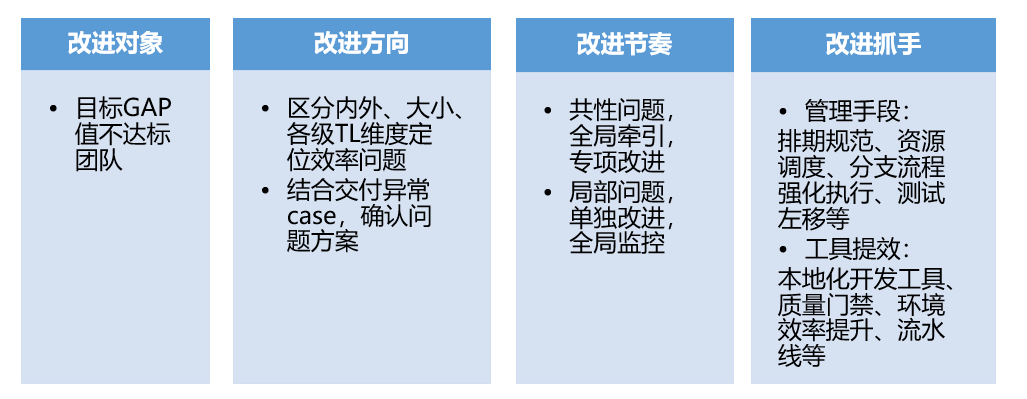 改进对象
• 目标GAP
值不达标
团队
改进方向
• 区分内外、大小、
各级TL维度定
位效率问题
• 结合交付异常
case，确认问
题方案
改进节奏
• 共性问题，
全局牵引，
专项改进
• 局部问题，
单独改进，
全局监控
改进抓手
• 管理手段：
排期规范、资源
调度、分支流程
强化执行、测试
左移等
• 工具提效：
本地化开发工具、
质量门禁、环境
效率提升、流水
线等